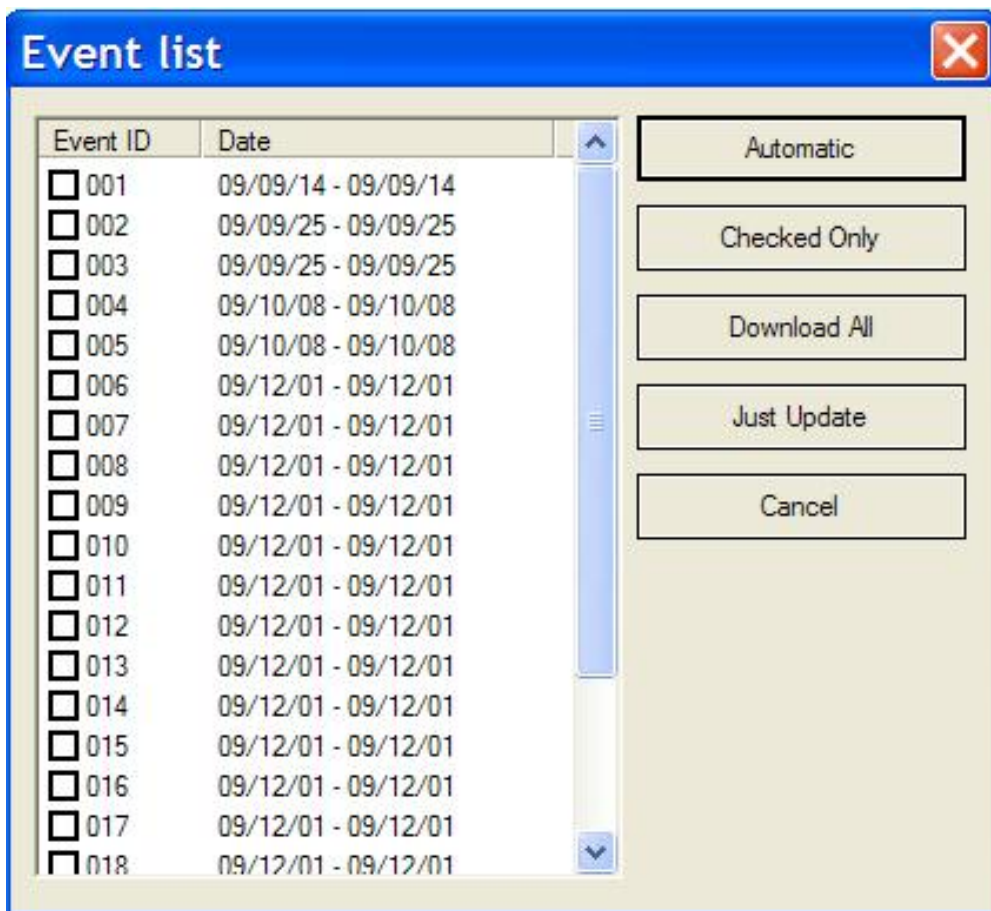 Event list
Event ID Date
001 09/09/14 - 09/09/14
002 09/09/25 - 09/09/25
003 09/09/25 - 09/09/25
004 09/10/08 - 09/10/08
005 09/10/08 - 09/10/08
006 09/12/01 - 09/12/01
007 09/12/01 - 09/12/01
008 09/12/01 - 09/12/01
009 09/12/01 - 09/12/01
010 09/12/01 - 09/12/01
011 09/12/01 - 09/12/01
012 09/12/01 - 09/12/01
013 09/12/01 - 09/12/01
014 09/12/01 - 09/12/01
015 09/12/01 - 09/12/01
016 09/12/01 - 09/12/01
017 09/12/01 - 09/12/01
018 09/12/01 - 09/12/01
Automatic
Checked Only
Download All
Just Update
Cancel